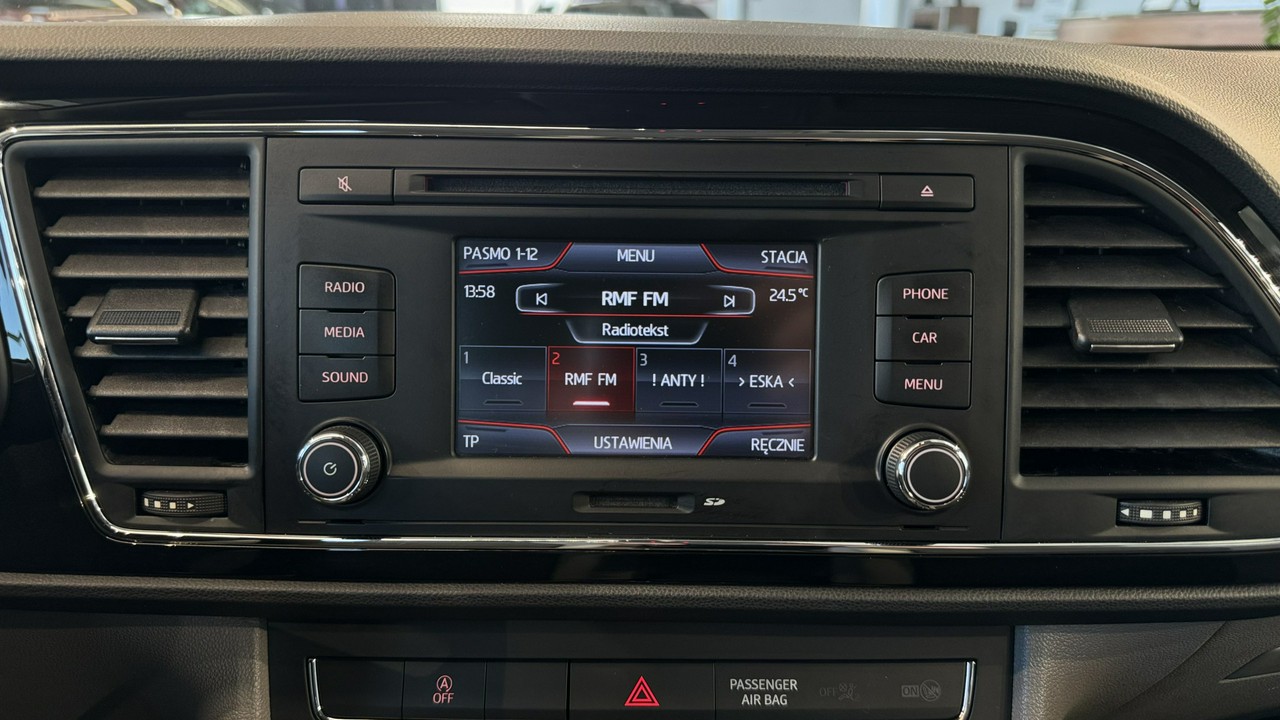 PASMO 1-12 MENU STACJA
13:58 RMF FM 24.5°C
Radiotekst
1 2 3 4
Classic RMF FM ! ANTY ! › ESKA ‹
TP USTAWIENIA RĘCZNIE
RADIO
MEDIA
SOUND
PHONE
CAR
MENU
SD
A
OFF
PASSENGER
AIR BAG
OFF
ON